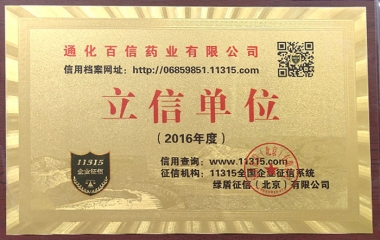 通化百信药业有限公司
信用档案网址：http://06859851.11315.com
立信单位
（2016年度）
11315
企业征信
信用查询：www.11315.com
征信机构：11315全国企业征信系统
绿盾征信（北京）有限公司